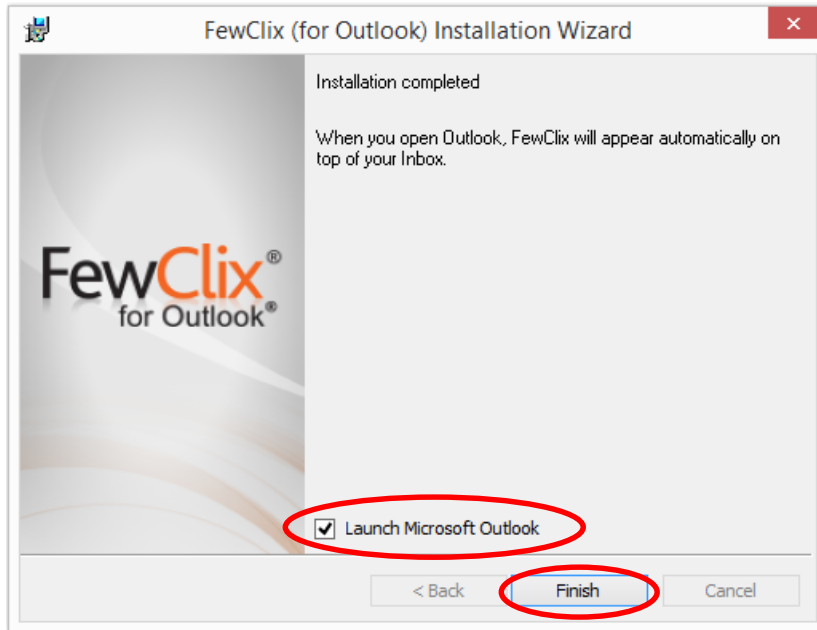 FewClix (for Outlook) Installation Wizard
Installation completed
When you open Outlook, FewClix will appear automatically on
top of your Inbox.
FewClix®
for Outlook®
Launch Microsoft Outlook
< Back Finish Cancel